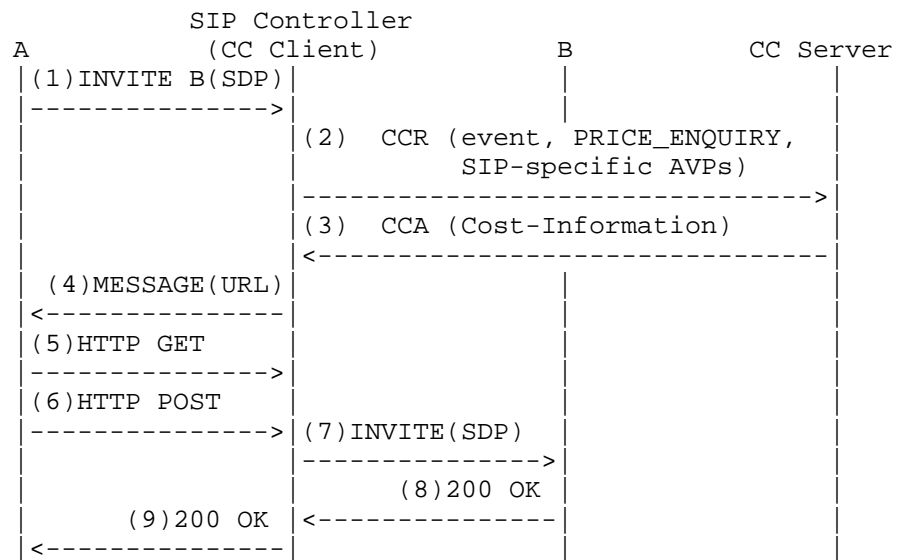 SIP Controller
A (CC Client) B CC Server
(1)INVITE B(SDP)
(2) CCR (event, PRICE_ENQUIRY,
SIP-specific AVPs)
(3) CCA (Cost-Information)
(4)MESSAGE(URL)
(5)HTTP GET
(6)HTTP POST
(7)INVITE(SDP)
(8)200 OK
(9)200 OK